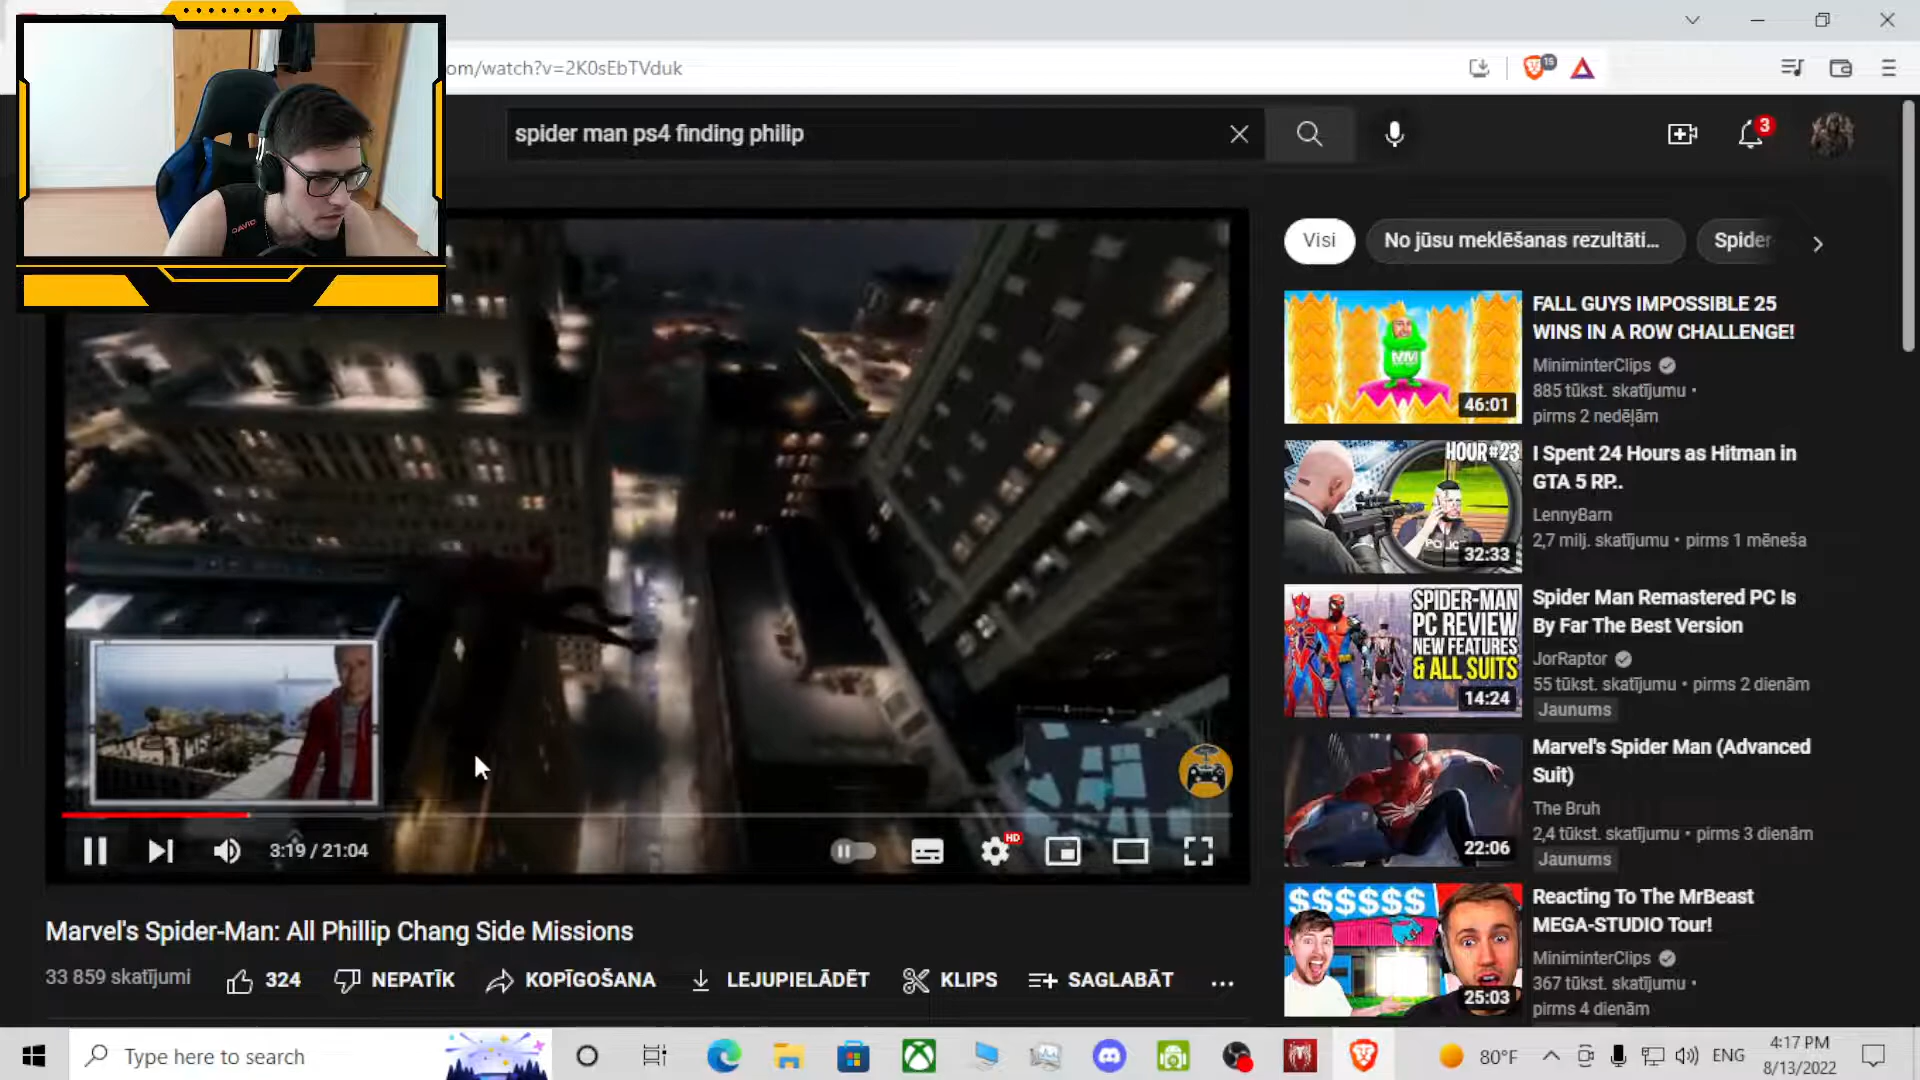 om/watch?v=2K0sEbTVduk
15
spider man ps4 finding philip
3
DAVID
Visi
No jūsu meklēšanas rezultāti...
Spider
3:19 / 21:04
HD
Marvel's Spider-Man: All Phillip Chang Side Missions
33 859 skatījumi
324
NEPATĪK
KOPĪGOŠANA
LEJUPIELĀDĒT
KLIPS
SAGLABĀT
MM
46:01
FALL GUYS IMPOSSIBLE 25
WINS IN A ROW CHALLENGE!
MiniminterClips
885 tūkst. skatījumu •
pirms 2 nedēļām
HOUR#23
POLIC
32:33
I Spent 24 Hours as Hitman in
GTA 5 RP..
LennyBarn
2,7 milj. skatījumu • pirms 1 mēneša
SPIDER-MAN
PC REVIEW
NEW FEATURES
& ALL SUITS
14:24
Spider Man Remastered PC Is
By Far The Best Version
JorRaptor
55 tūkst. skatījumu • pirms 2 dienām
Jaunums
22:06
Marvel's Spider Man (Advanced
Suit)
The Bruh
2,4 tūkst. skatījumu • pirms 3 dienām
Jaunums
$$$$$$
25:03
Reacting To The MrBeast
MEGA-STUDIO Tour!
MiniminterClips
367 tūkst. skatījumu •
pirms 4 dienām
Type here to search
80°F
ENG
4:17 PM
8/13/2022